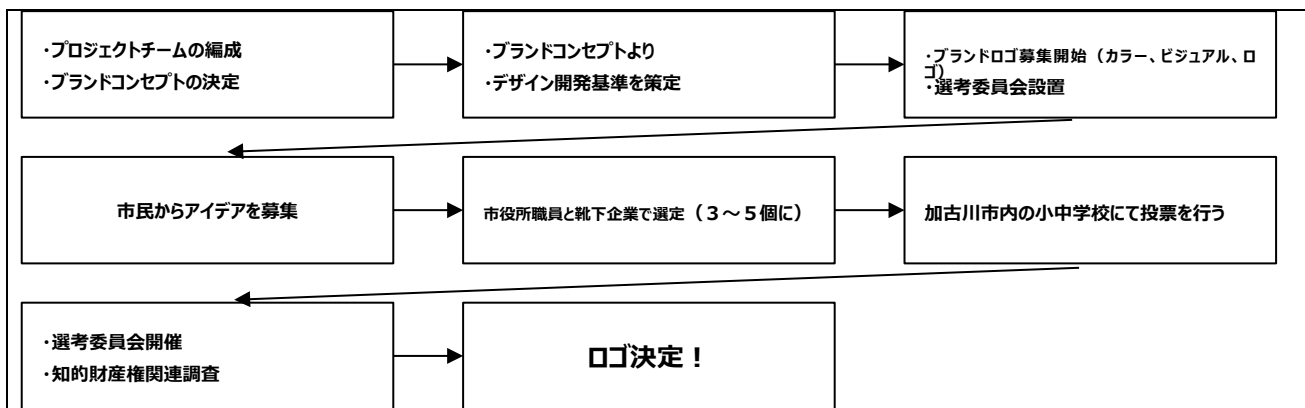 ・プロジェクトチームの編成
・ブランドコンセプトの決定
・ブランドコンセプトより
・デザイン開発基準を策定
・ブランドロゴ募集開始（カラー、ビジュアル、ロ
ゴ）
・選考委員会設置
市民からアイデアを募集
市役所職員と靴下企業で選定（３～５個に）
加古川市内の小中学校にて投票を行う
・選考委員会開催
・知的財産権関連調査
ロゴ決定！